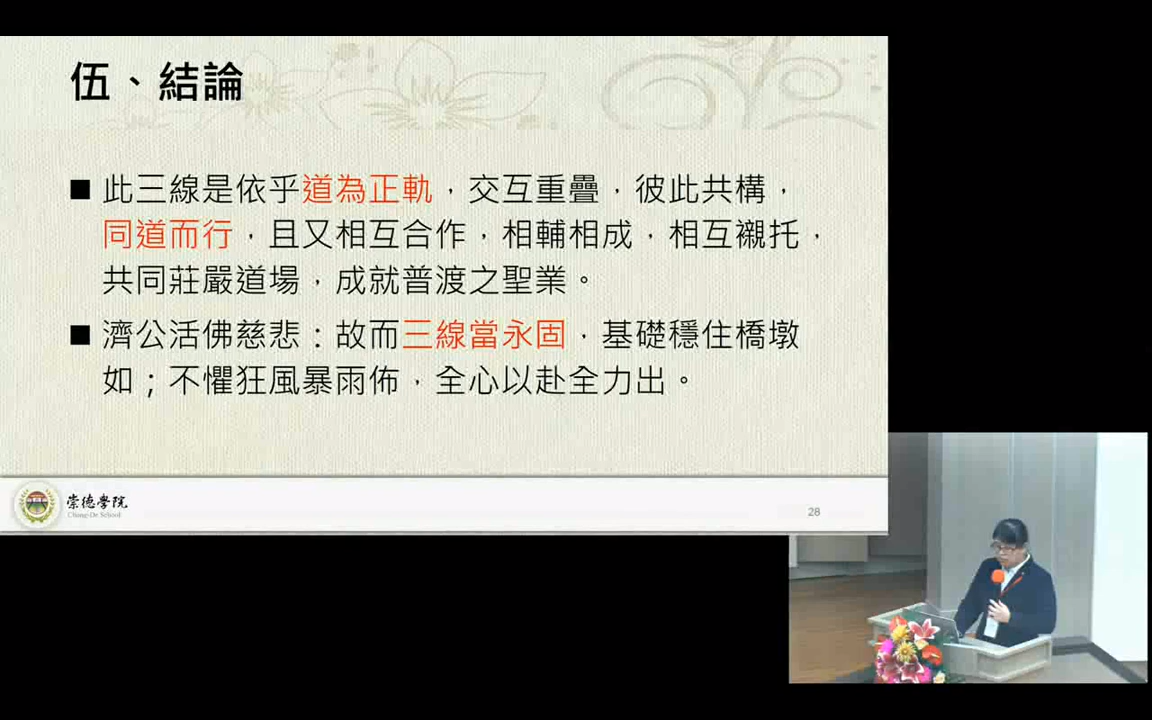 伍、結論
■ 此三線是依乎道為正軌，交互重疊，彼此共構，
同道而行，且又相互合作，相輔相成，相互襯托，
共同莊嚴道場，成就普渡之聖業。
■ 濟公活佛慈悲：故而三線當永固，基礎穩住橋墩
如；不懼狂風暴雨佈，全心以赴全力出。
崇德學院
Chong-De School
28